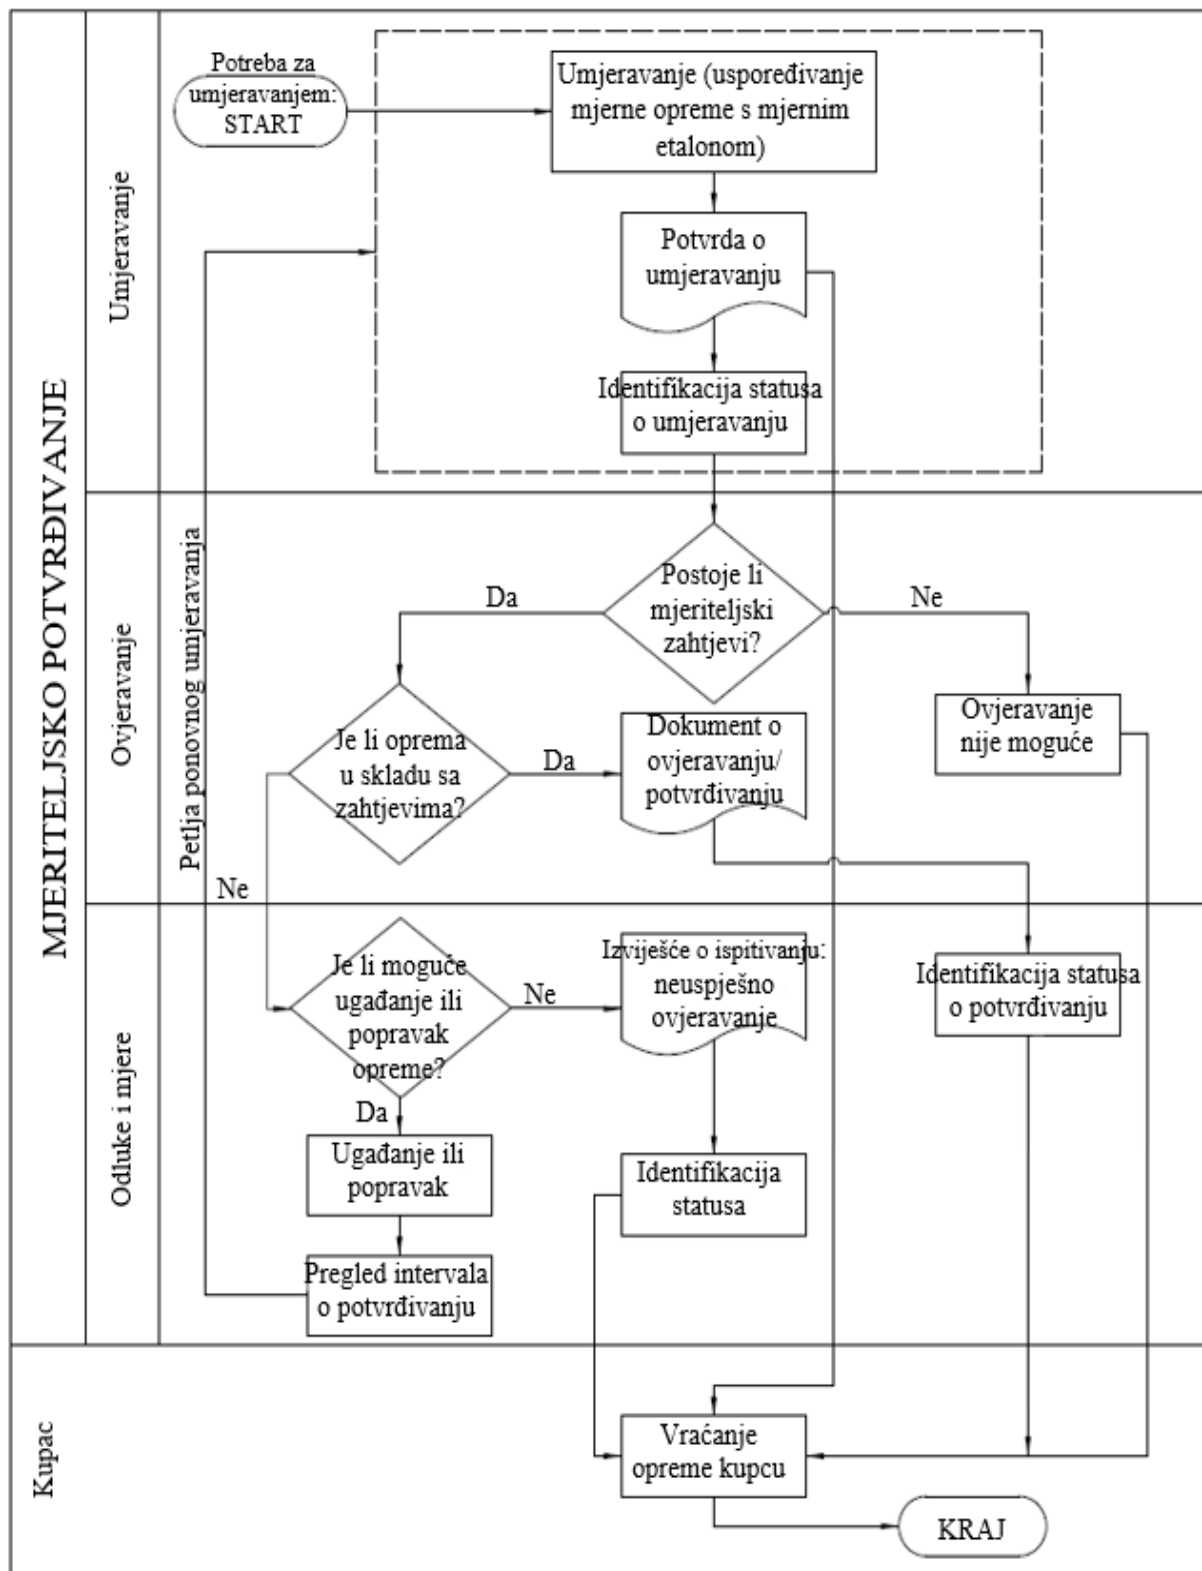 MJERITELJSKO POTVRĐIVANJE
Umjeravanje
Potreba za
umjeravanjem:
START
Umjeravanje (uspoređivanje
mjerne opreme s mjernim
etalonom)
Potvrda o
umjeravanju
Identifikacija statusa
o umjeravanju
Petlja ponovnog umjeravanja
Ovjeravanje
Postoje li
mjeriteljski
zahtjevi?
Da
Ne
Je li oprema
u skladu sa
zahtjevima?
Da
Dokument o
ovjeravanju/
potvrđivanju
Ovjeravanje
nije moguće
Ne
Odluke i mjere
Je li moguće
ugađanje ili
popravak
opreme?
Ne
Izviješće o ispitivanju:
neuspješno
ovjeravanje
Identifikacija statusa
o potvrđivanju
Da
Ugađanje ili
popravak
Identifikacija
statusa
Pregled intervala
o potvrđivanju
Kupac
Vraćanje
opreme kupcu
KRAJ